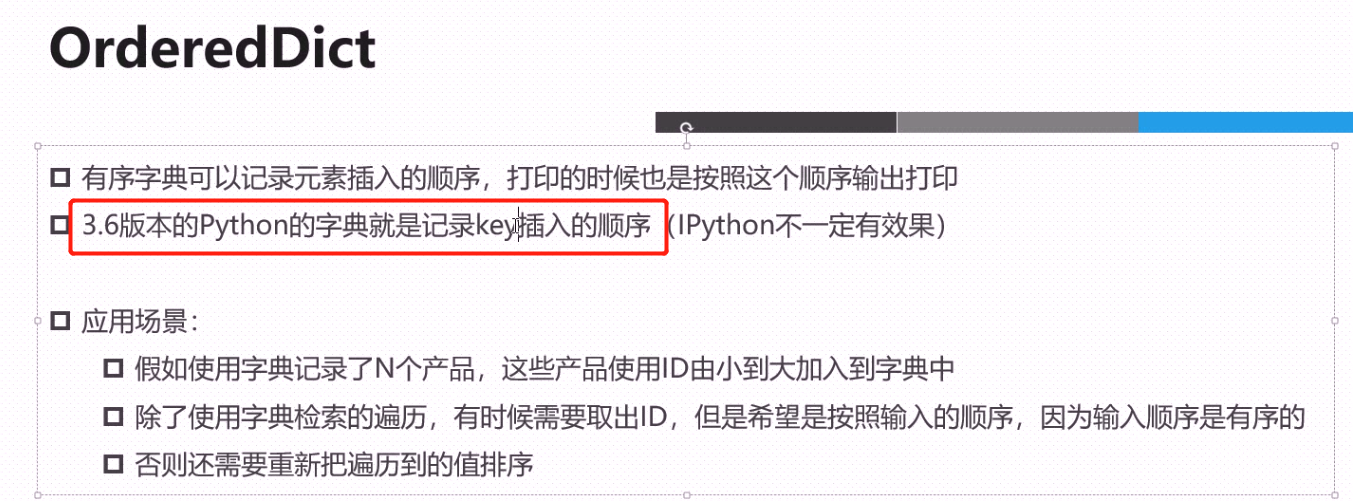 OrderedDict
有序字典可以记录元素插入的顺序，打印的时候也是按照这个顺序输出打印
3.6版本的Python的字典就是记录key插入的顺序（IPython不一定有效果）
应用场景：
假如使用字典记录了N个产品，这些产品使用ID由小到大加入到字典中
除了使用字典检索的遍历，有时候需要取出ID，但是希望是按照输入的顺序，因为输入顺序是有序的
否则还需要重新把遍历到的值排序